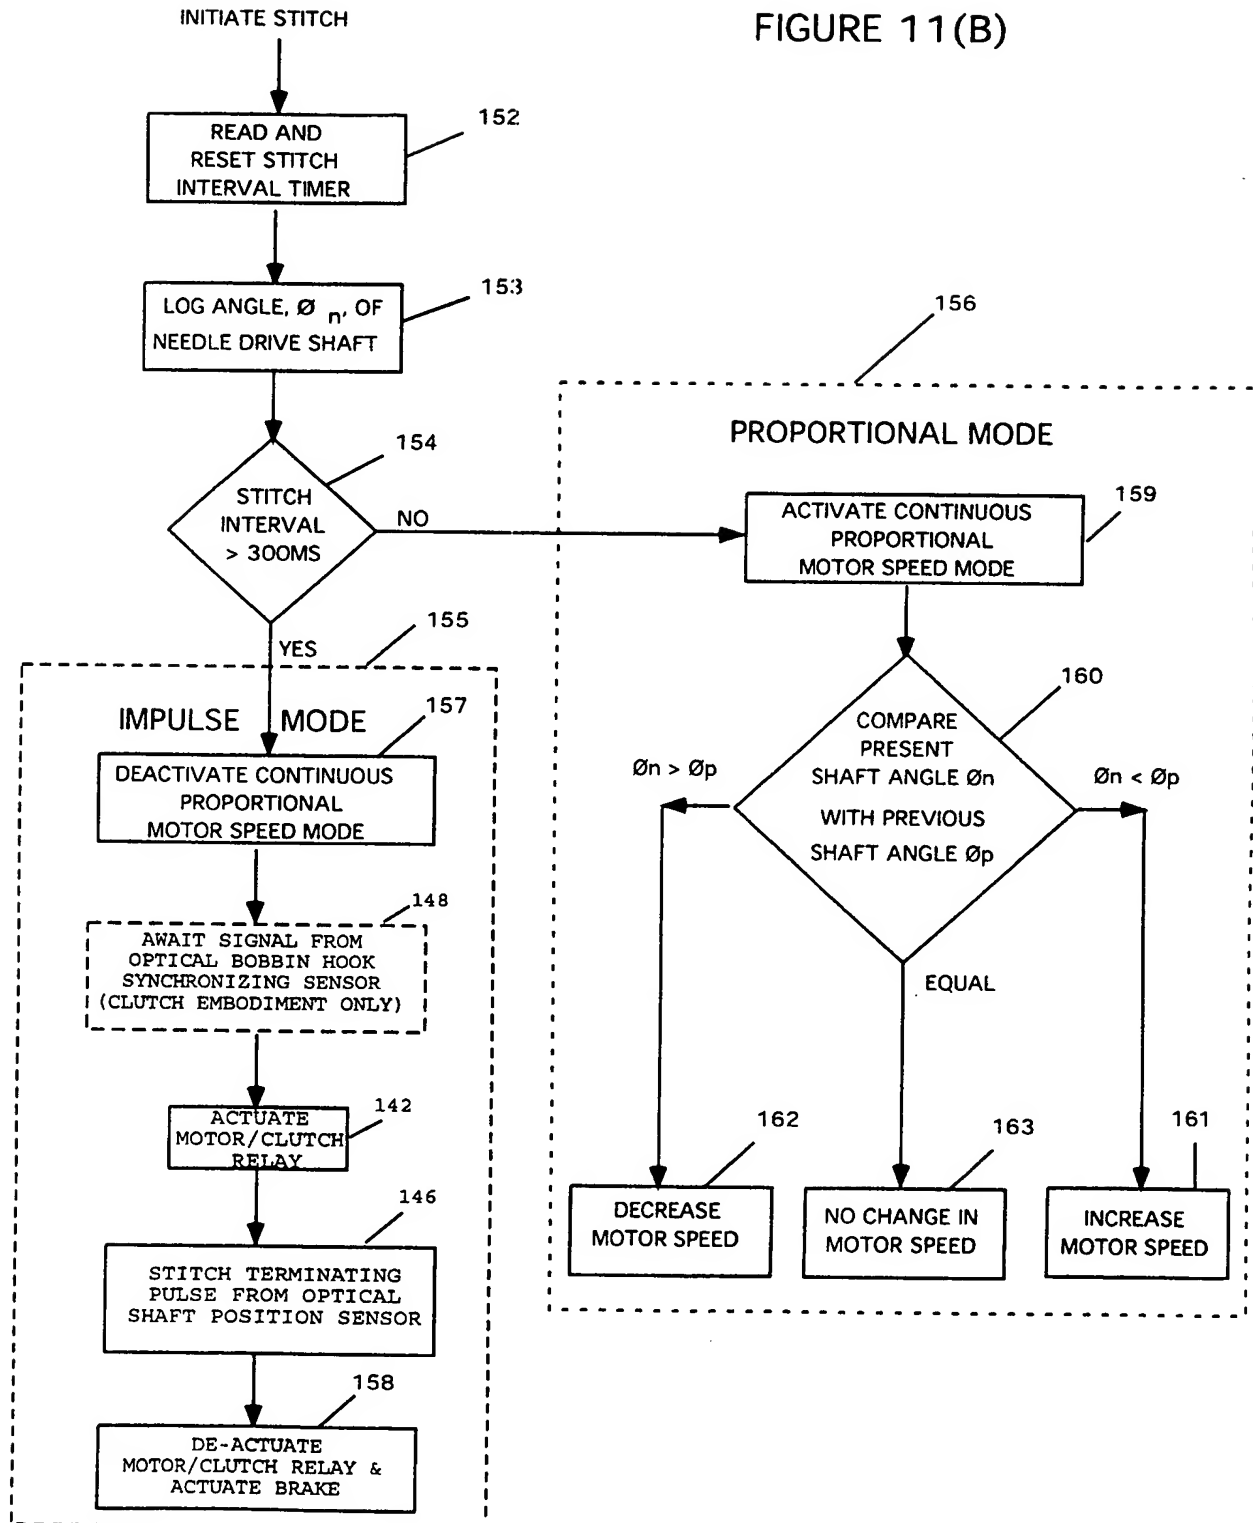 INITIATE STITCH
FIGURE 11(B)
152
READ AND
RESET STITCH
INTERVAL TIMER
153
LOG ANGLE, Ø n, OF
NEEDLE DRIVE SHAFT
154
STITCH
INTERVAL
> 300MS
NO
YES
155
IMPULSE MODE
157
DEACTIVATE CONTINUOUS
PROPORTIONAL
MOTOR SPEED MODE
148
AWAIT SIGNAL FROM
OPTICAL BOBBIN HOOK
SYNCHRONIZING SENSOR
(CLUTCH EMBODIMENT ONLY)
142
ACTUATE
MOTOR/CLUTCH
RELAY
146
STITCH TERMINATING
PULSE FROM OPTICAL
SHAFT POSITION SENSOR
158
DE-ACTUATE
MOTOR/CLUTCH RELAY &
ACTUATE BRAKE
156
PROPORTIONAL MODE
159
ACTIVATE CONTINUOUS
PROPORTIONAL
MOTOR SPEED MODE
160
COMPARE
PRESENT
SHAFT ANGLE Øn
WITH PREVIOUS
SHAFT ANGLE Øp
Øn > Øp
Øn < Øp
EQUAL
162
DECREASE
MOTOR SPEED
163
NO CHANGE IN
MOTOR SPEED
161
INCREASE
MOTOR SPEED